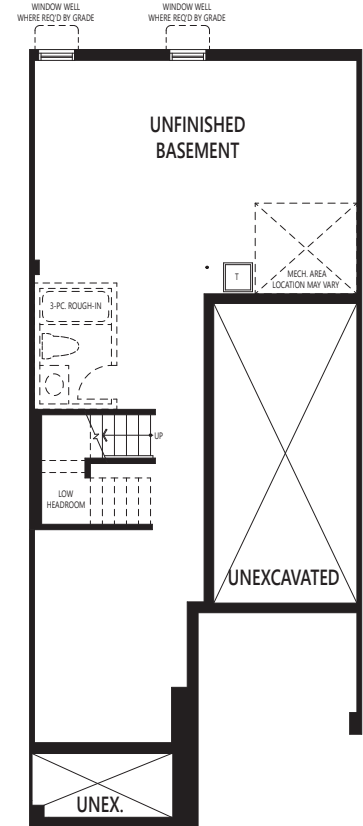 WINDOW WELL
WHERE REQ'D BY GRADE
WINDOW WELL
WHERE REQ'D BY GRADE
UNFINISHED
BASEMENT
T
MECH. AREA
LOCATION MAY VARY
3-PC. ROUGH-IN
UP
LOW
HEADROOM
UNEXCAVATED
UNEX.